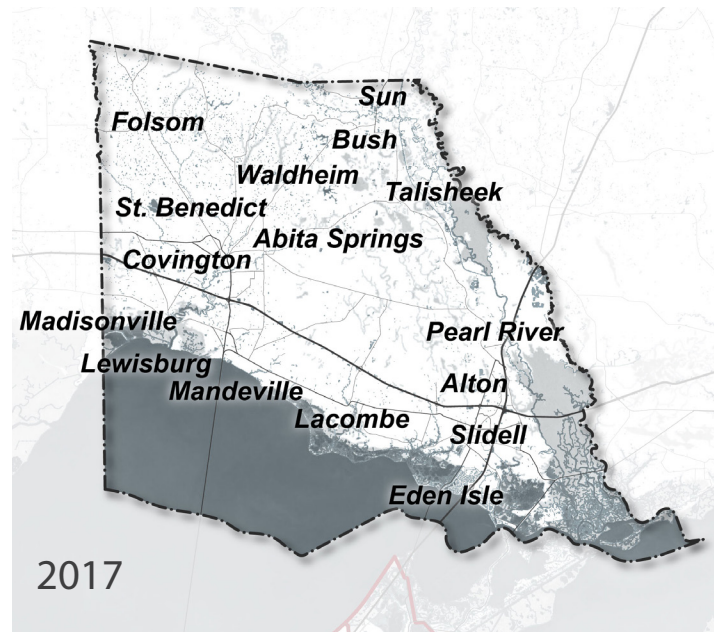 Sun
Folsom
Bush
Waldheim
Talisheek
St. Benedict
Abita Springs
Covington
Madisonville
Pearl River
Lewisburg
Mandeville
Alton
Lacombe
Slidell
Eden Isle
2017